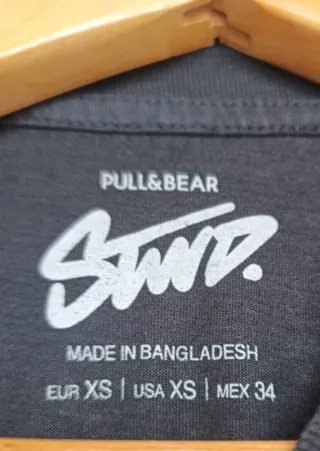 PULL&BEAR
STWD.
MADE IN BANGLADESH
EUR XS | USA XS | MEX 34